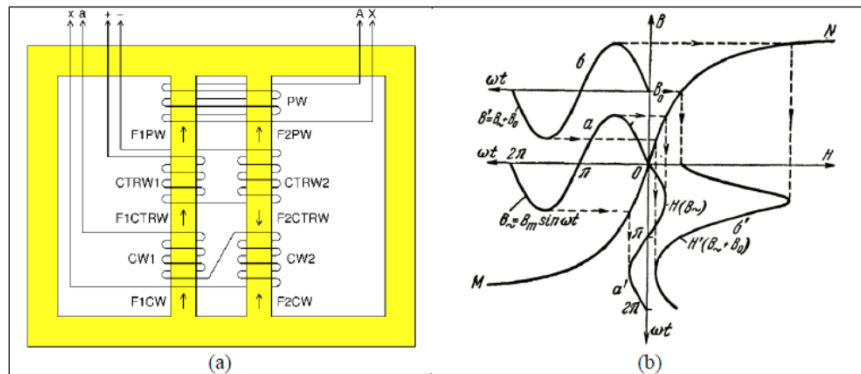 x a + − A X
PW
F1PW F2PW
CTRW1 CTRW2
F1CTRW F2CTRW
CW1 CW2
F1CW F2CW
(a)
B
N
б
ωt B₀
B'=B~+B₀
a
ωt 2π π 0 H
B~=Bₘ sin ωt
H(B~)
б'
π H'(B~+B₀)
M
a'
2π
ωt
(b)